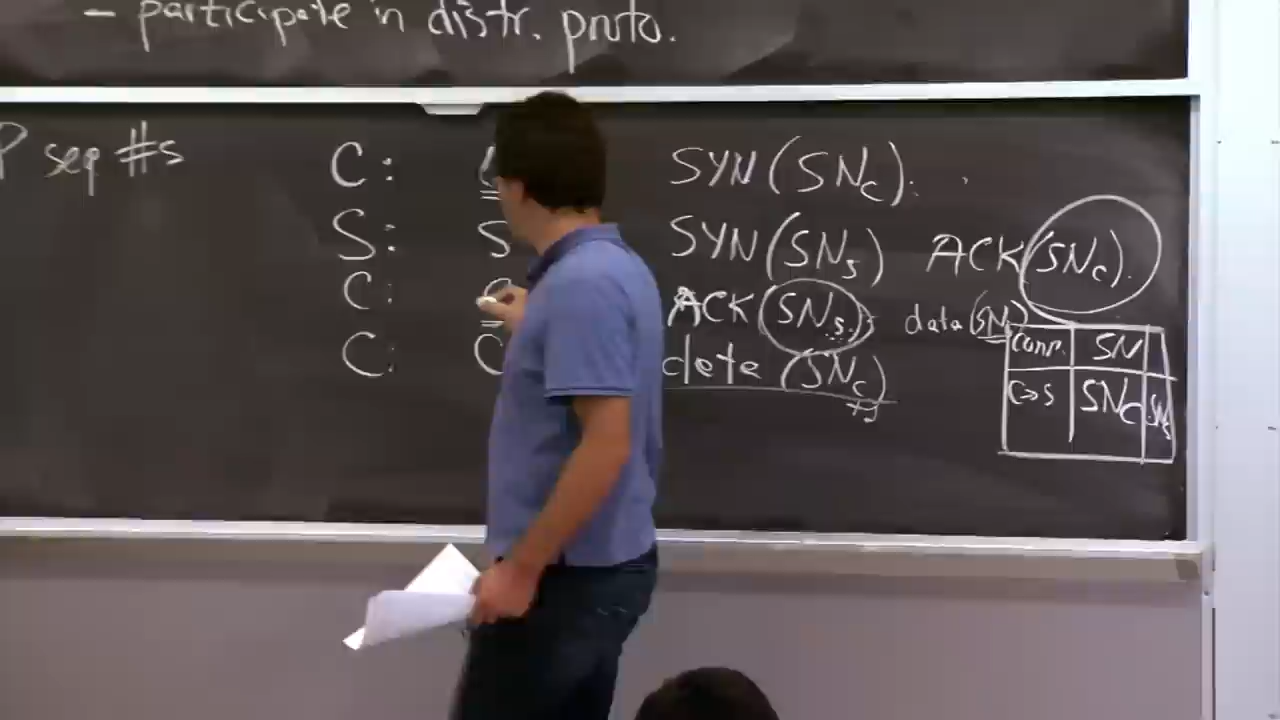 - participate in distr. proto.
P seq #s
C: SYN(SNc):
S: S SYN(SNs) ACK(SNc).
C: C ACK(SNs) data(SN)
C: C data (SNc)
conn. SN
C→S SNc SNs